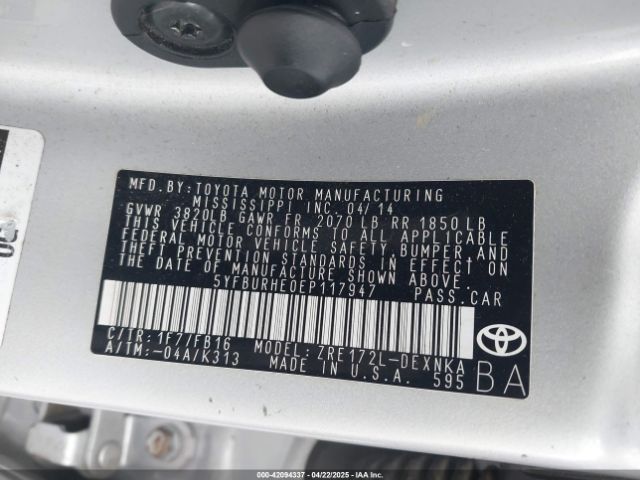 MFD.BY:TOYOTA MOTOR MANUFACTURING
MISSISSIPPI INC. 04/14
GVWR 3820LB GAWR FR 2070 LB RR 1850 LB
THIS VEHICLE CONFORMS TO ALL APPLICABLE
FEDERAL MOTOR VEHICLE SAFETY, BUMPER, AND
THEFT PREVENTION STANDARDS IN EFFECT ON
THE DATE OF MANUFACTURE SHOWN ABOVE.
5YFBURHE0EP117947 PASS.CAR
C/TR: 1F7/FB16 MODEL: ZRE172L-DEXNKA
A/TM:-04A/K313 MADE IN U.S.A. 595
BA
000-42094337 - 04/22/2025 - IAAI.COM